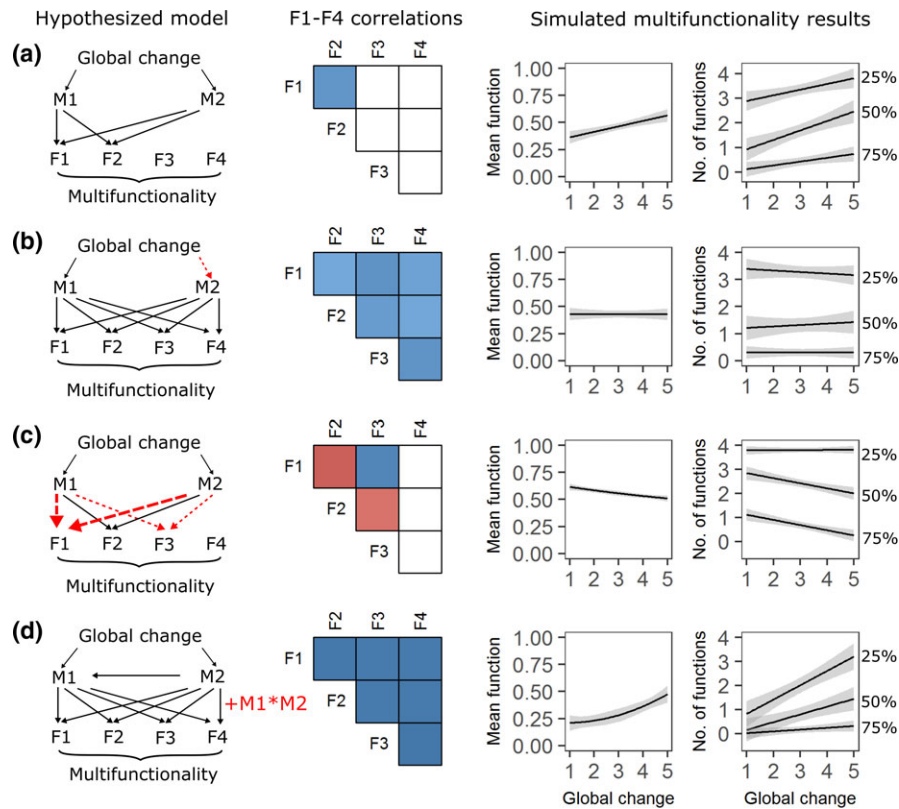 Hypothesized model F1-F4 correlations Simulated multifunctionality results
(a)
Global change
M1 M2
F1 F2 F3 F4
Multifunctionality
F2 F3 F4
F1
F2
F3
Mean function
1.00
0.75
0.50
0.25
0.00
1 2 3 4 5
No. of functions
4
3
2
1
0
1 2 3 4 5
25%
50%
75%
(b)
Global change
M1 M2
F1 F2 F3 F4
Multifunctionality
F2 F3 F4
F1
F2
F3
Mean function
1.00
0.75
0.50
0.25
0.00
1 2 3 4 5
No. of functions
4
3
2
1
0
1 2 3 4 5
25%
50%
75%
(c)
Global change
M1 M2
F1 F2 F3 F4
Multifunctionality
F2 F3 F4
F1
F2
F3
Mean function
1.00
0.75
0.50
0.25
0.00
1 2 3 4 5
No. of functions
4
3
2
1
0
1 2 3 4 5
25%
50%
75%
(d)
Global change
M1 M2
+M1*M2
F1 F2 F3 F4
Multifunctionality
F2 F3 F4
F1
F2
F3
Mean function
1.00
0.75
0.50
0.25
0.00
1 2 3 4 5
Global change
No. of functions
4
3
2
1
0
1 2 3 4 5
Global change
25%
50%
75%